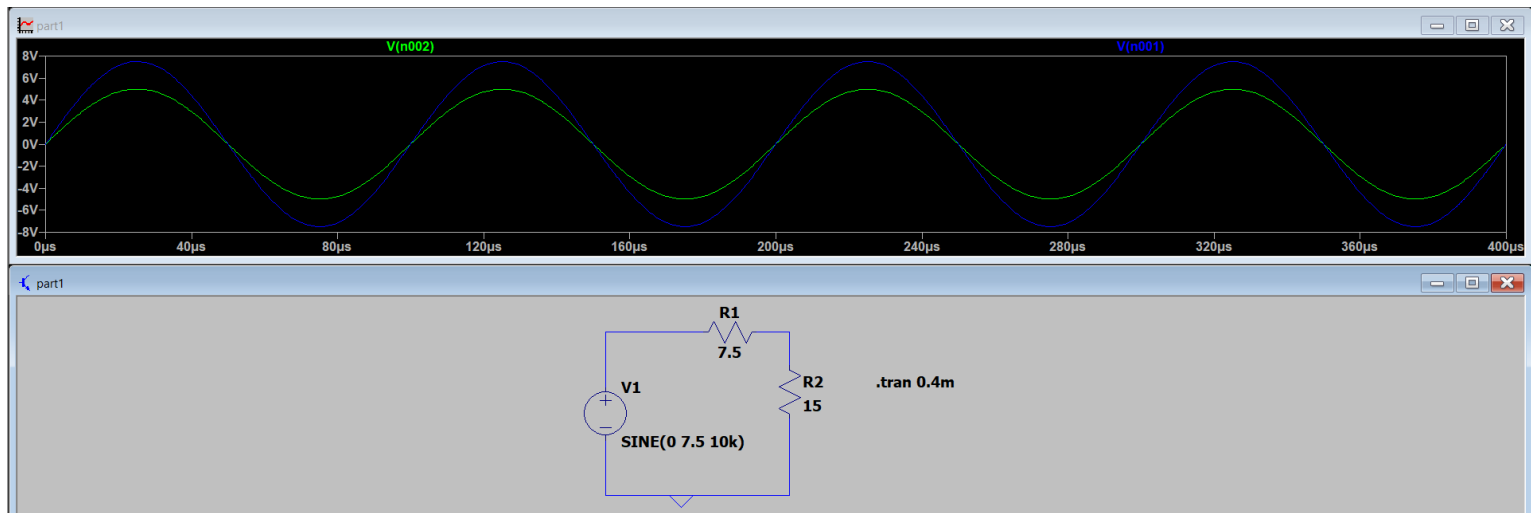 part1
V(n002) V(n001)
8V
6V
4V
2V
0V
-2V
-4V
-6V
-8V
0µs 40µs 80µs 120µs 160µs 200µs 240µs 280µs 320µs 360µs 400µs
part1
R1
7.5
V1
SINE(0 7.5 10k)
R2
15
.tran 0.4m